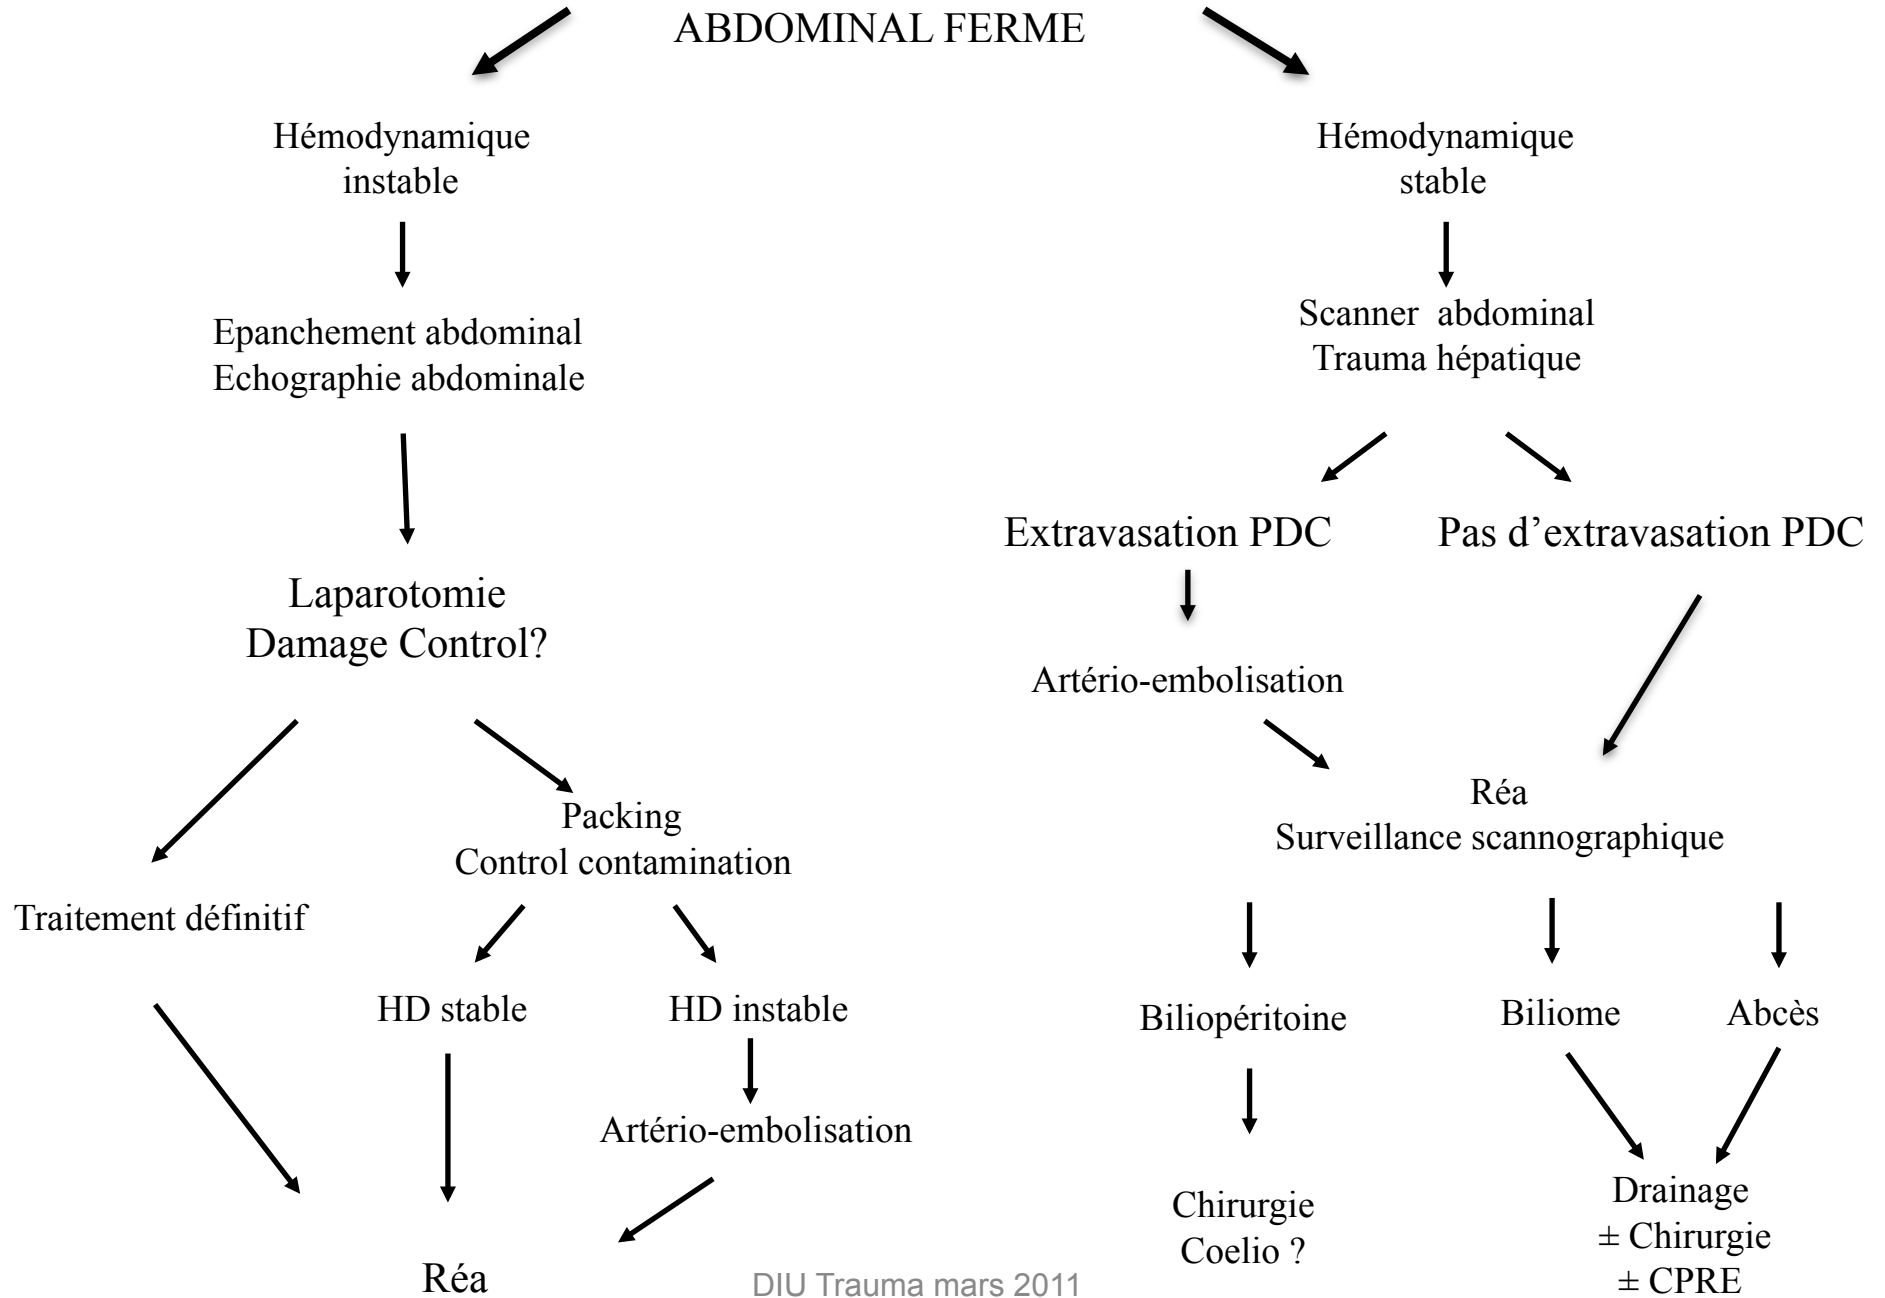 ABDOMINAL FERME
Hémodynamique
instable
Epanchement abdominal
Echographie abdominale
Laparotomie
Damage Control?
Traitement définitif
Packing
Control contamination
HD stable
HD instable
Artério-embolisation
Réa
Hémodynamique
stable
Scanner abdominal
Trauma hépatique
Extravasation PDC
Pas d’extravasation PDC
Artério-embolisation
Réa
Surveillance scannographique
Biliopéritoine
Biliome
Abcès
Chirurgie
Coelio ?
Drainage
± Chirurgie
± CPRE
DIU Trauma mars 2011